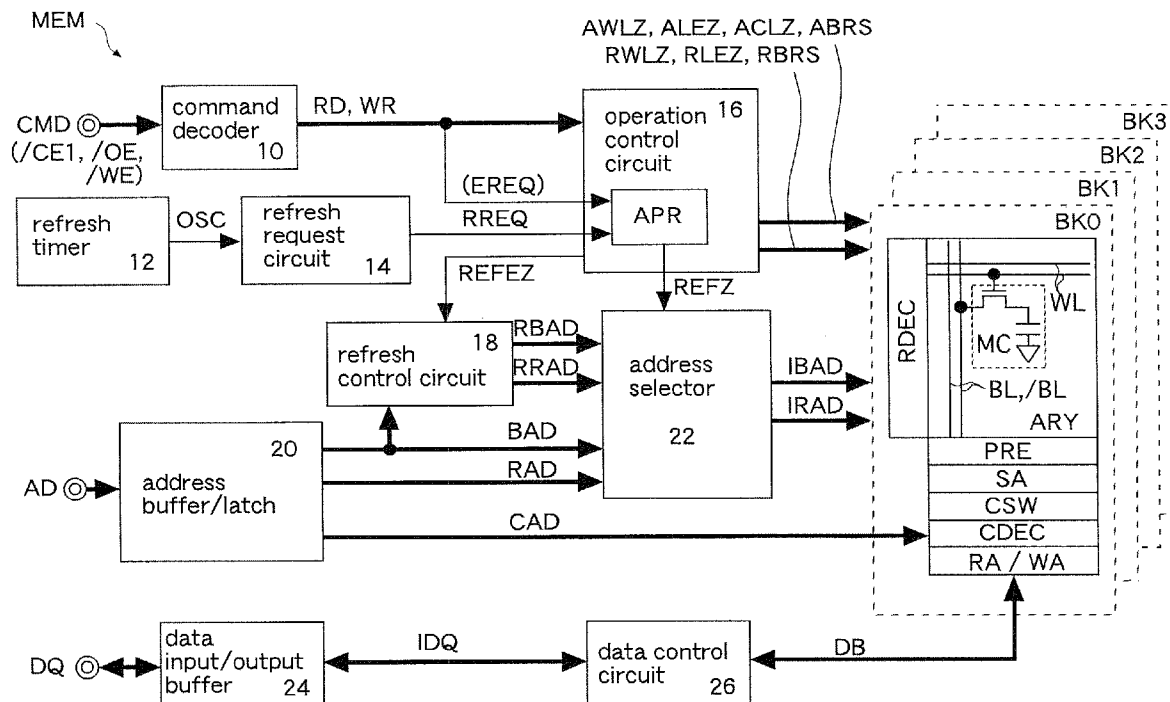 MEM
AWLZ, ALEZ, ACLZ, ABRS
RWLZ, RLEZ, RBRS
CMD
(/CE1, /OE,
/WE)
command
decoder
10
RD, WR
operation
control
circuit
16
(EREQ)
APR
RREQ
refresh
timer
12
OSC
refresh
request
circuit
14
REFEZ
REFZ
refresh
control circuit
18
RBAD
RRAD
address
selector
22
IBAD
IRAD
AD
address
buffer/latch
20
BAD
RAD
CAD
BK3
BK2
BK1
BK0
RDEC
WL
MC
BL,/BL
ARY
PRE
SA
CSW
CDEC
RA / WA
DQ
data
input/output
buffer
24
IDQ
data control
circuit
26
DB